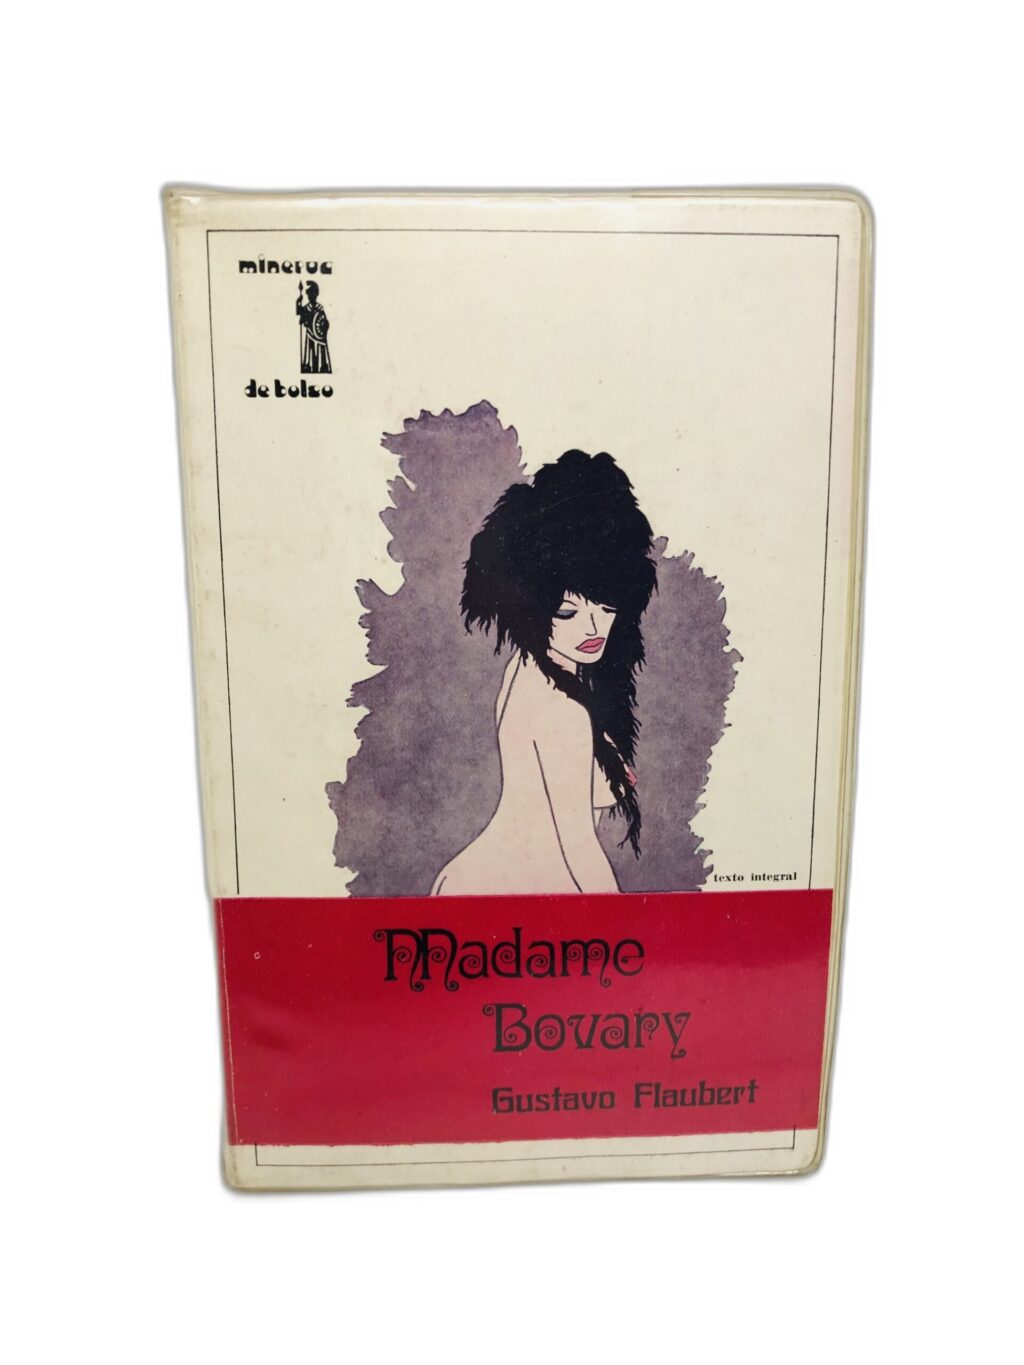 minerva
de bolso
texto integral
Madame
Bovary
Gustavo Flaubert